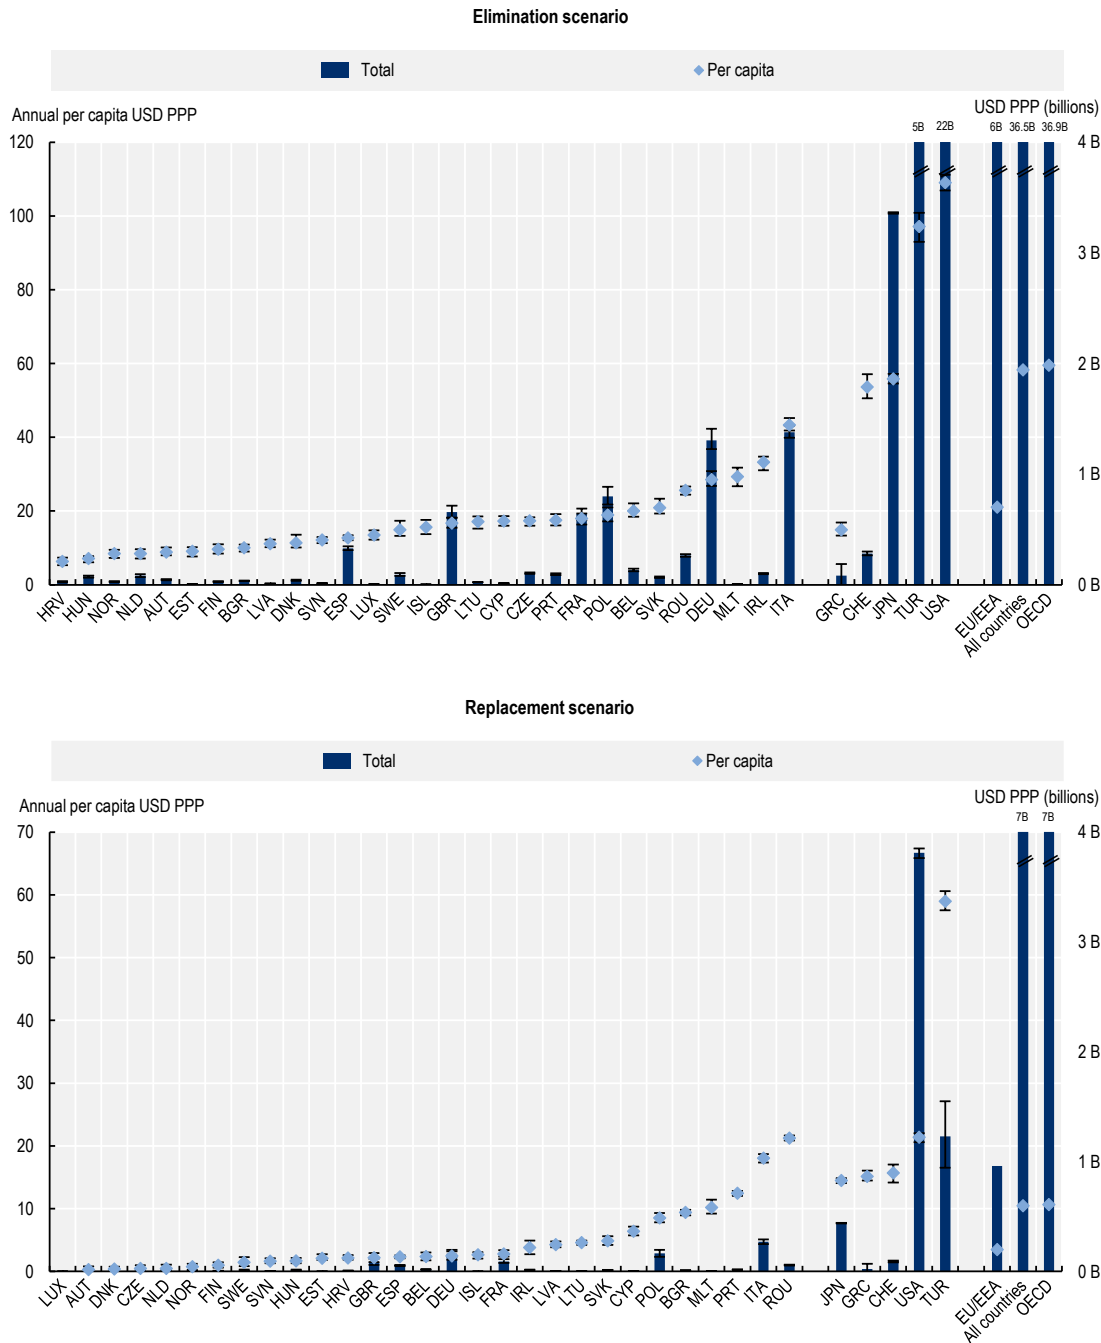 Elimination scenario
Total
Per capita
Annual per capita USD PPP
USD PPP (billions)
5B
22B
6B
36.5B
36.9B
120
100
80
60
40
20
0
4 B
3 B
2 B
1 B
0 B
HRV
HUN
NOR
NLD
AUT
EST
FIN
BGR
LVA
DNK
SVN
ESP
LUX
SWE
ISL
GBR
LTU
CYP
CZE
PRT
FRA
POL
BEL
SVK
ROU
DEU
MLT
IRL
ITA
GRC
CHE
JPN
TUR
USA
EU/EEA
All countries
OECD
Replacement scenario
Total
Per capita
Annual per capita USD PPP
USD PPP (billions)
7B
7B
70
60
50
40
30
20
10
0
4 B
3 B
2 B
1 B
0 B
LUX
AUT
DNK
CZE
NLD
NOR
FIN
SWE
SVN
HUN
EST
HRV
GBR
ESP
BEL
DEU
ISL
FRA
IRL
LVA
LTU
SVK
CYP
POL
BGR
MLT
PRT
ITA
ROU
JPN
GRC
CHE
USA
TUR
EU/EEA
All countries
OECD